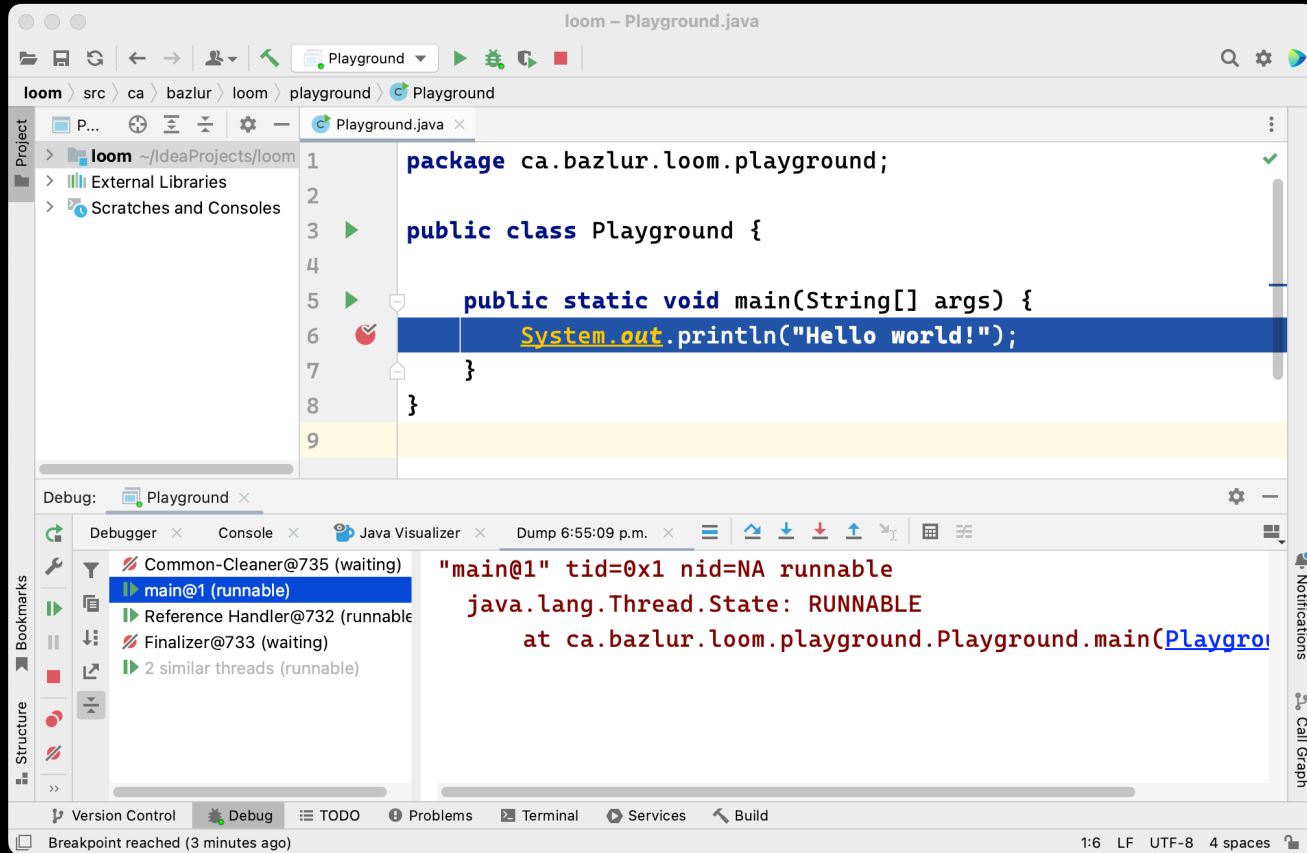 loom – Playground.java
Playground
loom src ca bazlur loom playground Playground
Project
P...
Playground.java
loom ~/IdeaProjects/loom
External Libraries
Scratches and Consoles
1 package ca.bazlur.loom.playground;
2
3 public class Playground {
4
5 public static void main(String[] args) {
6 System.out.println("Hello world!");
7 }
8 }
9
Debug: Playground
Debugger Console Java Visualizer Dump 6:55:09 p.m.
Common-Cleaner@735 (waiting)
main@1 (runnable)
Reference Handler@732 (runnable
Finalizer@733 (waiting)
2 similar threads (runnable)
"main@1" tid=0x1 nid=NA runnable
java.lang.Thread.State: RUNNABLE
at ca.bazlur.loom.playground.Playground.main(Playgrou
Bookmarks
Structure
Notifications
Call Graph
Version Control Debug TODO Problems Terminal Services Build
Breakpoint reached (3 minutes ago)
1:6 LF UTF-8 4 spaces